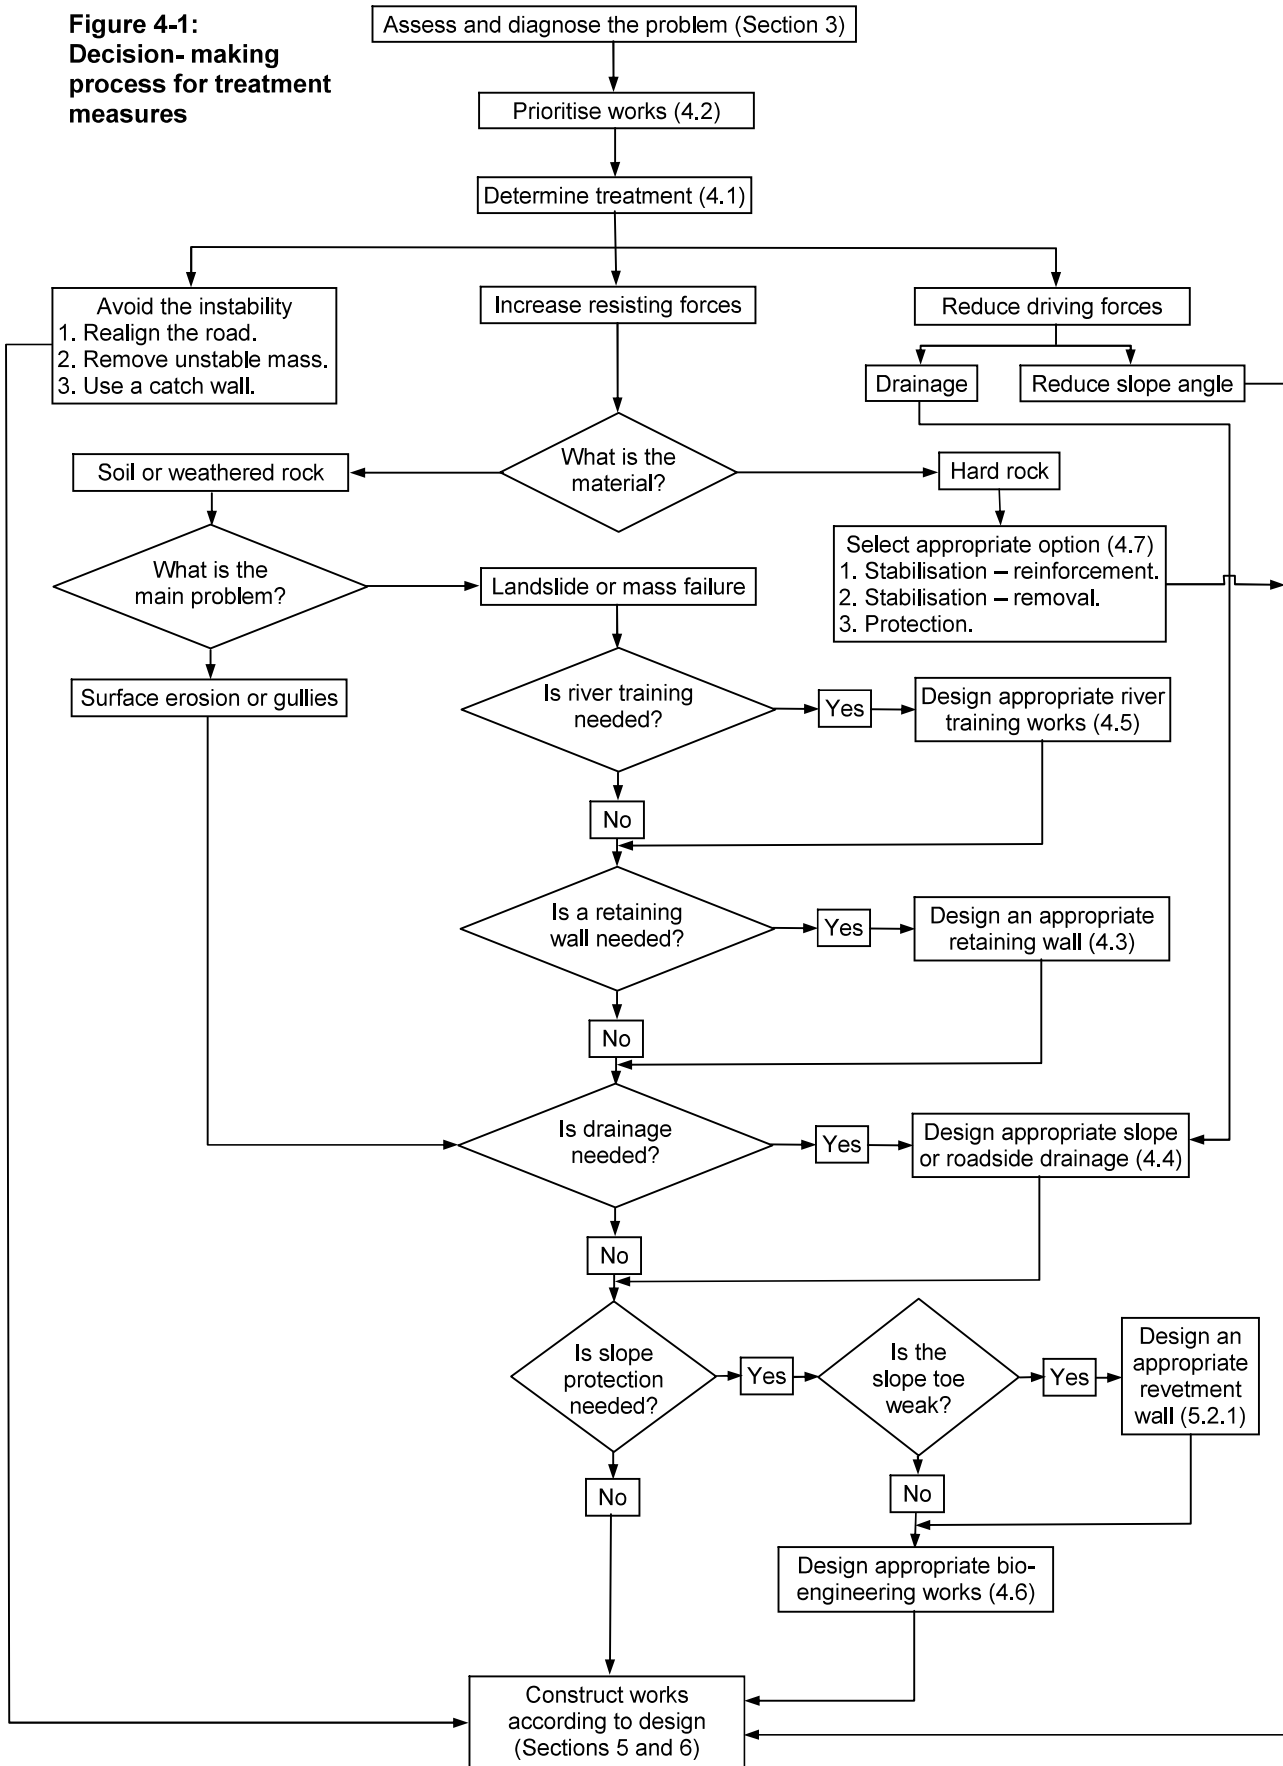 Figure 4-1:
Decision- making
process for treatment
measures
Assess and diagnose the problem (Section 3)
Prioritise works (4.2)
Determine treatment (4.1)
Avoid the instability
1. Realign the road.
2. Remove unstable mass.
3. Use a catch wall.
Increase resisting forces
Reduce driving forces
Drainage
Reduce slope angle
What is the
material?
Soil or weathered rock
Hard rock
Select appropriate option (4.7)
1. Stabilisation – reinforcement.
2. Stabilisation – removal.
3. Protection.
What is the
main problem?
Landslide or mass failure
Surface erosion or gullies
Is river training
needed?
Yes
Design appropriate river
training works (4.5)
No
Is a retaining
wall needed?
Yes
Design an appropriate
retaining wall (4.3)
No
Is drainage
needed?
Yes
Design appropriate slope
or roadside drainage (4.4)
No
Is slope
protection
needed?
Yes
Is the
slope toe
weak?
Yes
Design an
appropriate
revetment
wall (5.2.1)
No
No
Design appropriate bio-
engineering works (4.6)
Construct works
according to design
(Sections 5 and 6)